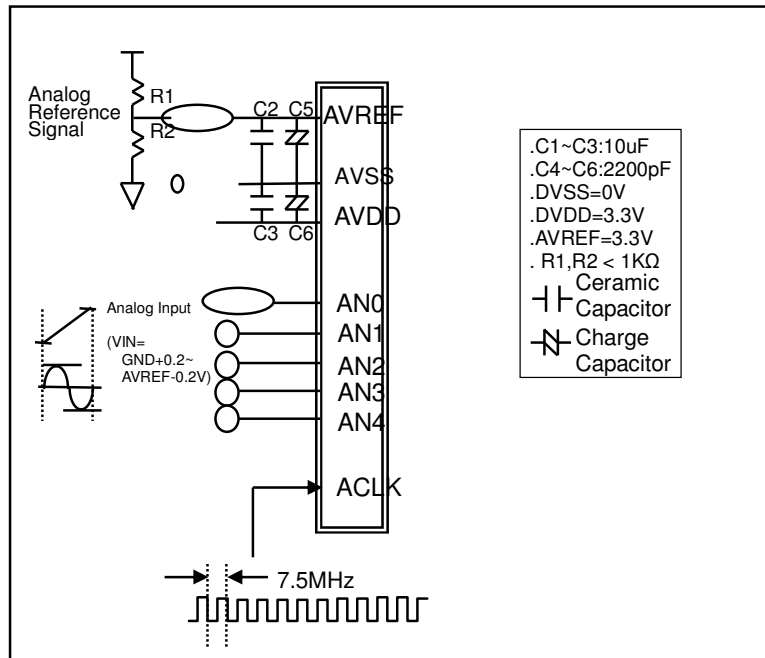 Analog
Reference
Signal
R1
R2
C2 C5
AVREF
AVSS
AVDD
C3 C6
Analog Input
(VIN=
GND+0.2~
AVREF-0.2V)
AN0
AN1
AN2
AN3
AN4
ACLK
7.5MHz
.C1~C3:10uF
.C4~C6:2200pF
.DVSS=0V
.DVDD=3.3V
.AVREF=3.3V
. R1,R2 < 1KΩ
Ceramic
Capacitor
Charge
Capacitor